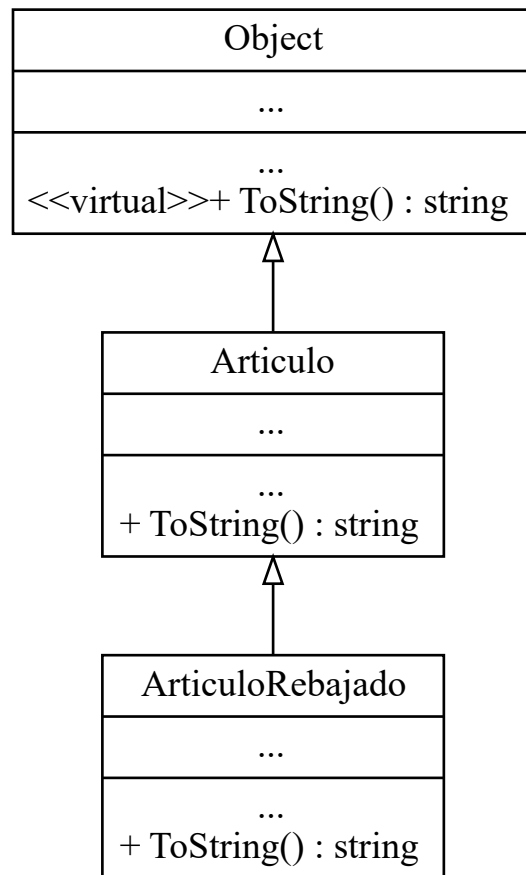 Object
...
...
<<virtual>>+ ToString() : string
Articulo
...
...
+ ToString() : string
ArticuloRebajado
...
...
+ ToString() : string